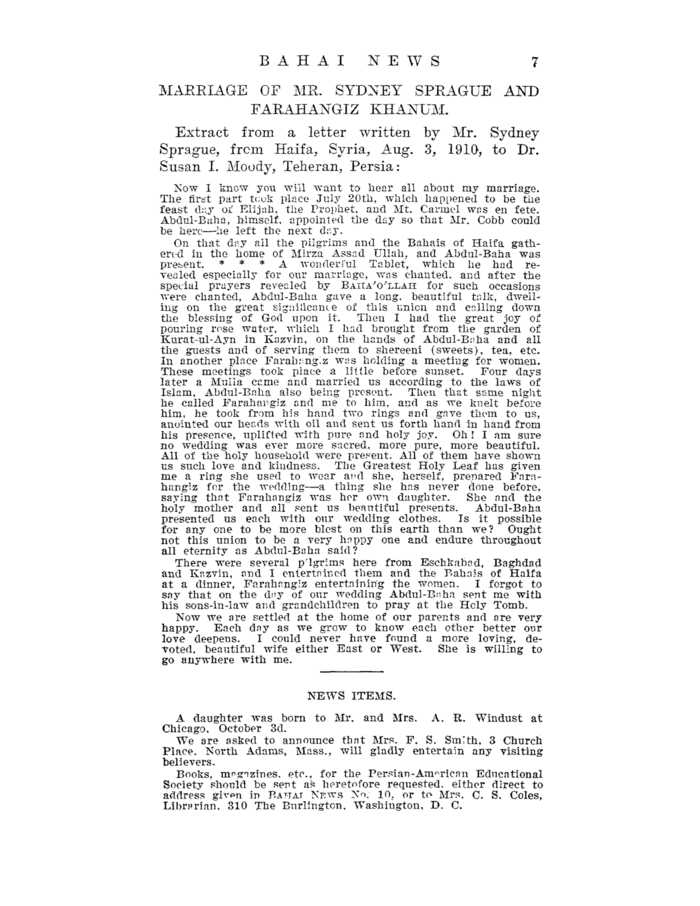 BAHAI NEWS 7
MARRIAGE OF MR. SYDNEY SPRAGUE AND
FARAHANGIZ KHANUM.
Extract from a letter written by Mr. Sydney
Sprague, from Haifa, Syria, Aug. 3, 1910, to Dr.
Susan I. Moody, Teheran, Persia:
Now I know you will want to hear all about my marriage.
The first part took place July 20th, which happened to be the
feast day of Elijah, the Prophet, and Mt. Carmel was en fete.
Abdul-Baha, himself, appointed the day so that Mr. Cobb could
be here—he left the next day.
On that day all the pilgrims and the Bahais of Haifa gath-
ered in the home of Mirza Assad Ullah, and Abdul-Baha was
present. * * * A wonderful Tablet, which he had re-
vealed especially for our marriage, was chanted, and after the
special prayers revealed by BAHA'O'LLAH for such occasions
were chanted, Abdul-Baha gave a long, beautiful talk, dwell-
ing on the great significance of this union and calling down
the blessing of God upon it. Then I had the great joy of
pouring rose water, which I had brought from the garden of
Kurat-ul-Ayn in Kazvin, on the hands of Abdul-Baha and all
the guests and of serving them to shereeni (sweets), tea, etc.
In another place Farahangiz was holding a meeting for women.
These meetings took place a little before sunset. Four days
later a Mulla came and married us according to the laws of
Islam, Abdul-Baha also being present. Then that same night
he called Farahangiz and me to him, and as we knelt before
him, he took from his hand two rings and gave them to us,
anointed our heads with oil and sent us forth hand in hand from
his presence, uplifted with pure and holy joy. Oh! I am sure
no wedding was ever more sacred, more pure, more beautiful.
All of the holy household were present. All of them have shown
us such love and kindness. The Greatest Holy Leaf has given
me a ring she used to wear and she, herself, prepared Fara-
hangiz for the wedding—a thing she has never done before,
saying that Farahangiz was her own daughter. She and the
holy mother and all sent us beautiful presents. Abdul-Baha
presented us each with our wedding clothes. Is it possible
for any one to be more blest on this earth than we? Ought
not this union to be a very happy one and endure throughout
all eternity as Abdul-Baha said?
There were several pilgrims here from Eschkabad, Baghdad
and Kazvin, and I entertained them and the Bahais of Haifa
at a dinner, Farahangiz entertaining the women. I forgot to
say that on the day of our wedding Abdul-Baha sent me with
his sons-in-law and grandchildren to pray at the Holy Tomb.
Now we are settled at the home of our parents and are very
happy. Each day as we grow to know each other better our
love deepens. I could never have found a more loving, de-
voted, beautiful wife either East or West. She is willing to
go anywhere with me.
NEWS ITEMS.
A daughter was born to Mr. and Mrs. A. R. Windust at
Chicago, October 3d.
We are asked to announce that Mrs. F. S. Smith, 3 Church
Place, North Adams, Mass., will gladly entertain any visiting
believers.
Books, magazines, etc., for the Persian-American Educational
Society should be sent as heretofore requested, either direct to
address given in BAHAI NEWS No. 10, or to Mrs. C. S. Coles,
Librarian, 310 The Burlington, Washington, D. C.